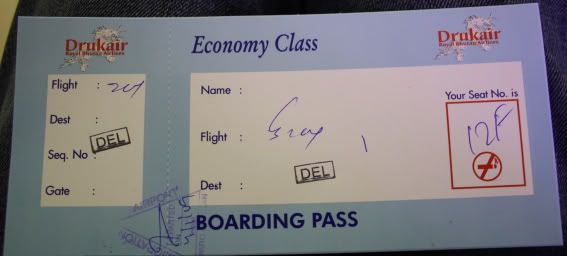 Drukair
Royal Bhutan Airlines
Flight :
Dest :
DEL
Seq. No :
Gate :
Economy Class
Drukair
Royal Bhutan Airlines
Name :
Your Seat No. is
12F
Flight :
Dest :
DEL
BOARDING PASS